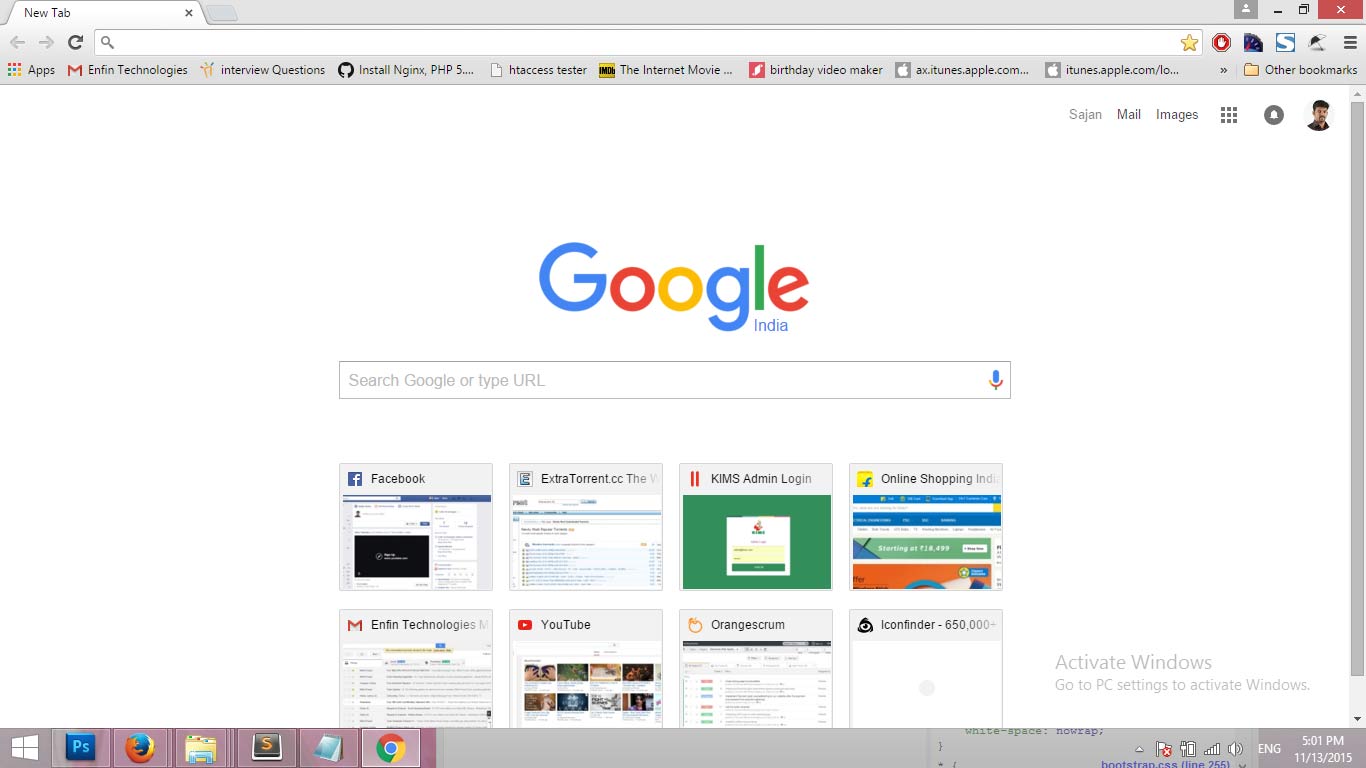 New Tab
Apps Enfin Technologies interview Questions Install Nginx, PHP 5.... htaccess tester The Internet Movie ... birthday video maker ax.itunes.apple.com... itunes.apple.com/lo... » Other bookmarks
Sajan Mail Images
Google
India
Search Google or type URL
Facebook
ExtraTorrent.cc The W
KIMS Admin Login
Online Shopping India
KIMS
Starting at ₹18,499
Enfin Technologies M
YouTube
Orangescrum
Iconfinder - 650,000+
Activate Windows
Go to PC settings to activate Windows.
white-space: nowrap;
}
* {
bootstrap.css (line 255)
Ps
S
ENG
5:01 PM
11/13/2015